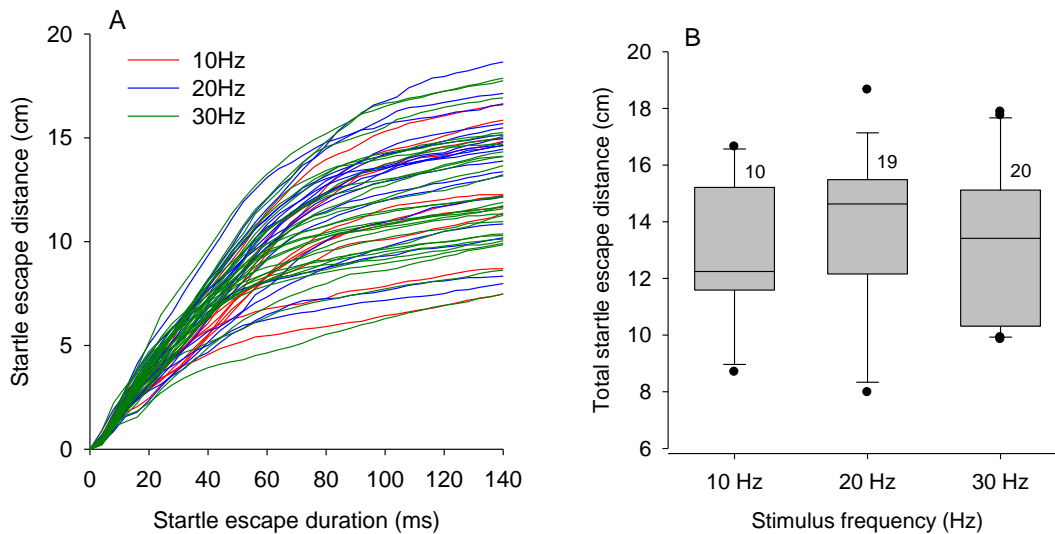 A
Startle escape distance (cm)
20
15
10
5
0
10Hz
20Hz
30Hz
0 20 40 60 80 100 120 140
Startle escape duration (ms)
B
Total startle escape distance (cm)
20
18
16
14
12
10
8
6
10
19
20
10 Hz 20 Hz 30 Hz
Stimulus frequency (Hz)